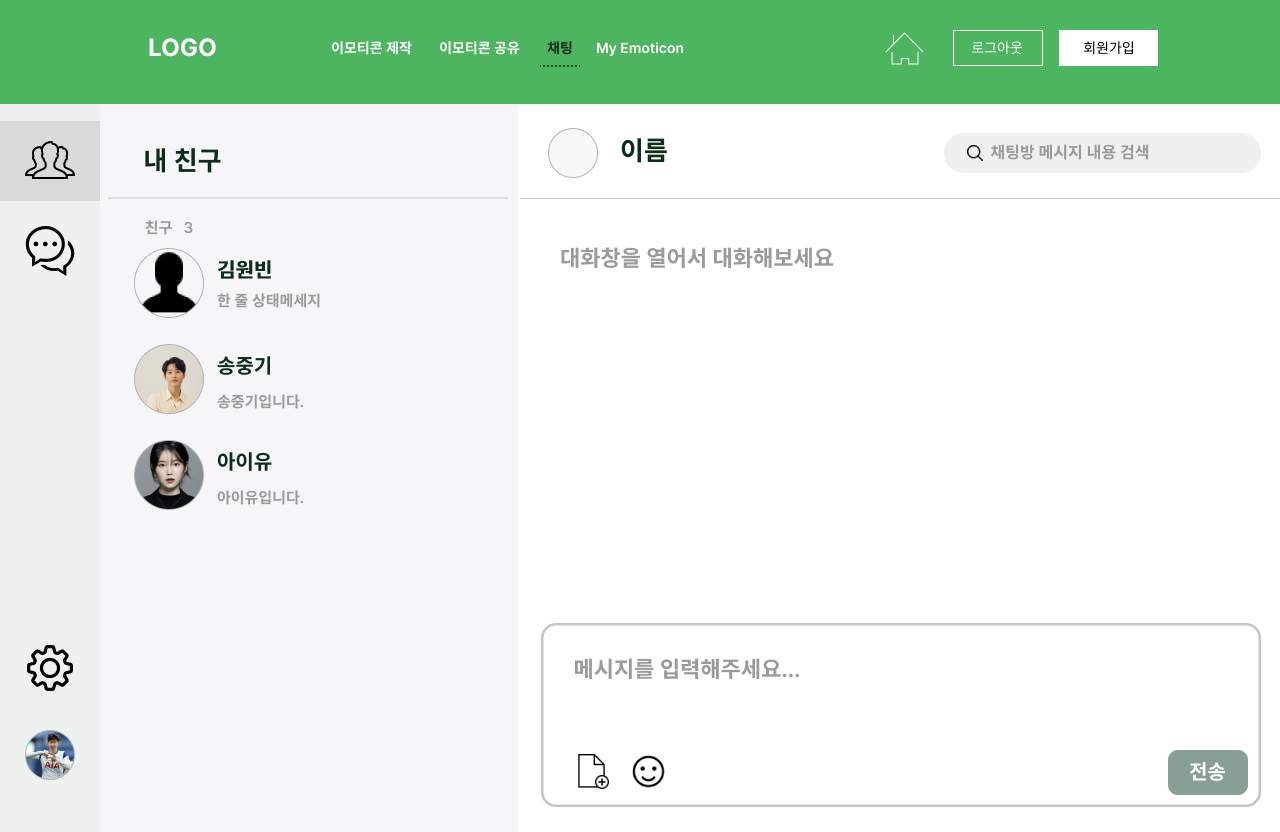 LOGO
이모티콘 제작
이모티콘 공유
채팅
My Emoticon
로그아웃
회원가입
내 친구
이름
채팅방 메시지 내용 검색
친구 3
김원빈
한 줄 상태메세지
송중기
송중기입니다.
아이유
아이유입니다.
대화창을 열어서 대화해보세요
메시지를 입력해주세요...
AIA
전송